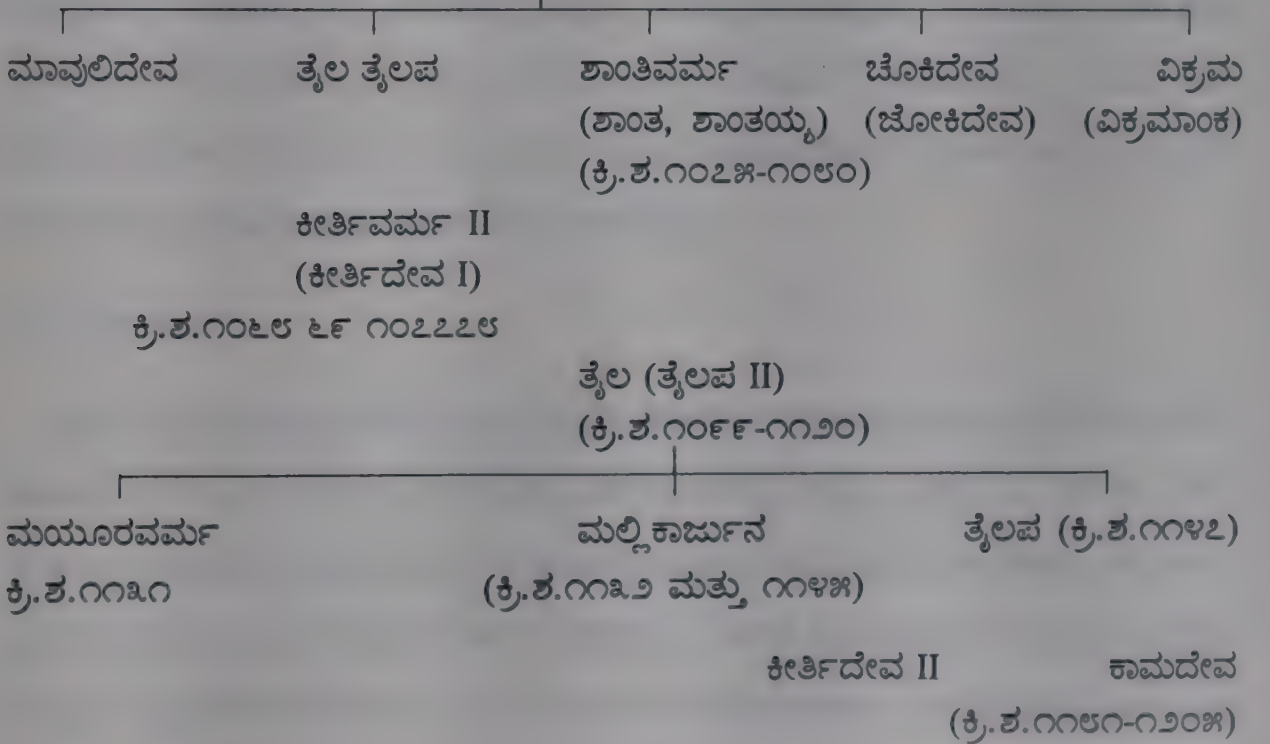 ಮಾವುಲಿದೇವ ತೈಲ ತೈಲಪ ಶಾಂತಿವರ್ಮ ಚೊಕಿದೇವ ವಿಕ್ರಮ
(ಶಾಂತ, ಶಾಂತಯ್ಯ) (ಜೋಕಿದೇವ) (ವಿಕ್ರಮಾಂಕ)
(ಕ್ರಿ.ಶ.೧೦೭೫-೧೦೮೦)
ಕೀರ್ತಿವರ್ಮ II
(ಕೀರ್ತಿದೇವ I)
ಕ್ರಿ.ಶ.೧೦೬೮ ೬೯ ೧೦೭೭೭೮
ತೈಲ (ತೈಲಪ II)
(ಕ್ರಿ.ಶ.೧೦೯೯-೧೧೨೦)
ಮಯೂರವರ್ಮ ಮಲ್ಲಿಕಾರ್ಜುನ ತೈಲಪ (ಕ್ರಿ.ಶ.೧೧೪೭)
ಕ್ರಿ.ಶ.೧೧೩೧ (ಕ್ರಿ.ಶ.೧೧೩೨ ಮತ್ತು ೧೧೪೫)
ಕೀರ್ತಿದೇವ II ಕಾಮದೇವ
(ಕ್ರಿ.ಶ.೧೧೮೧-೧೨೦೫)